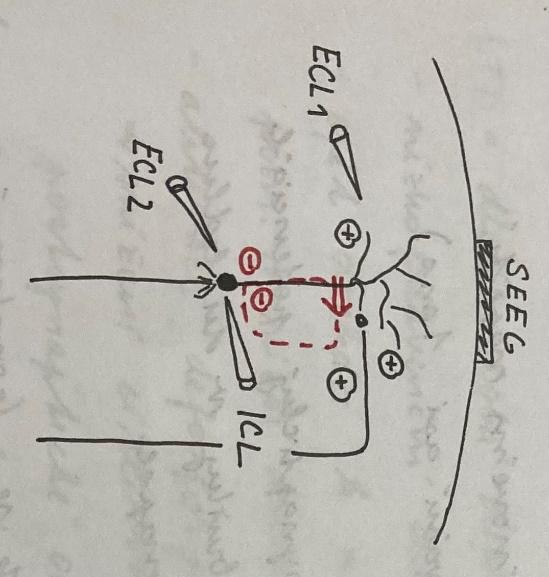 SEEG
ECL1
ECL2
ICL
+
+
+
-
-